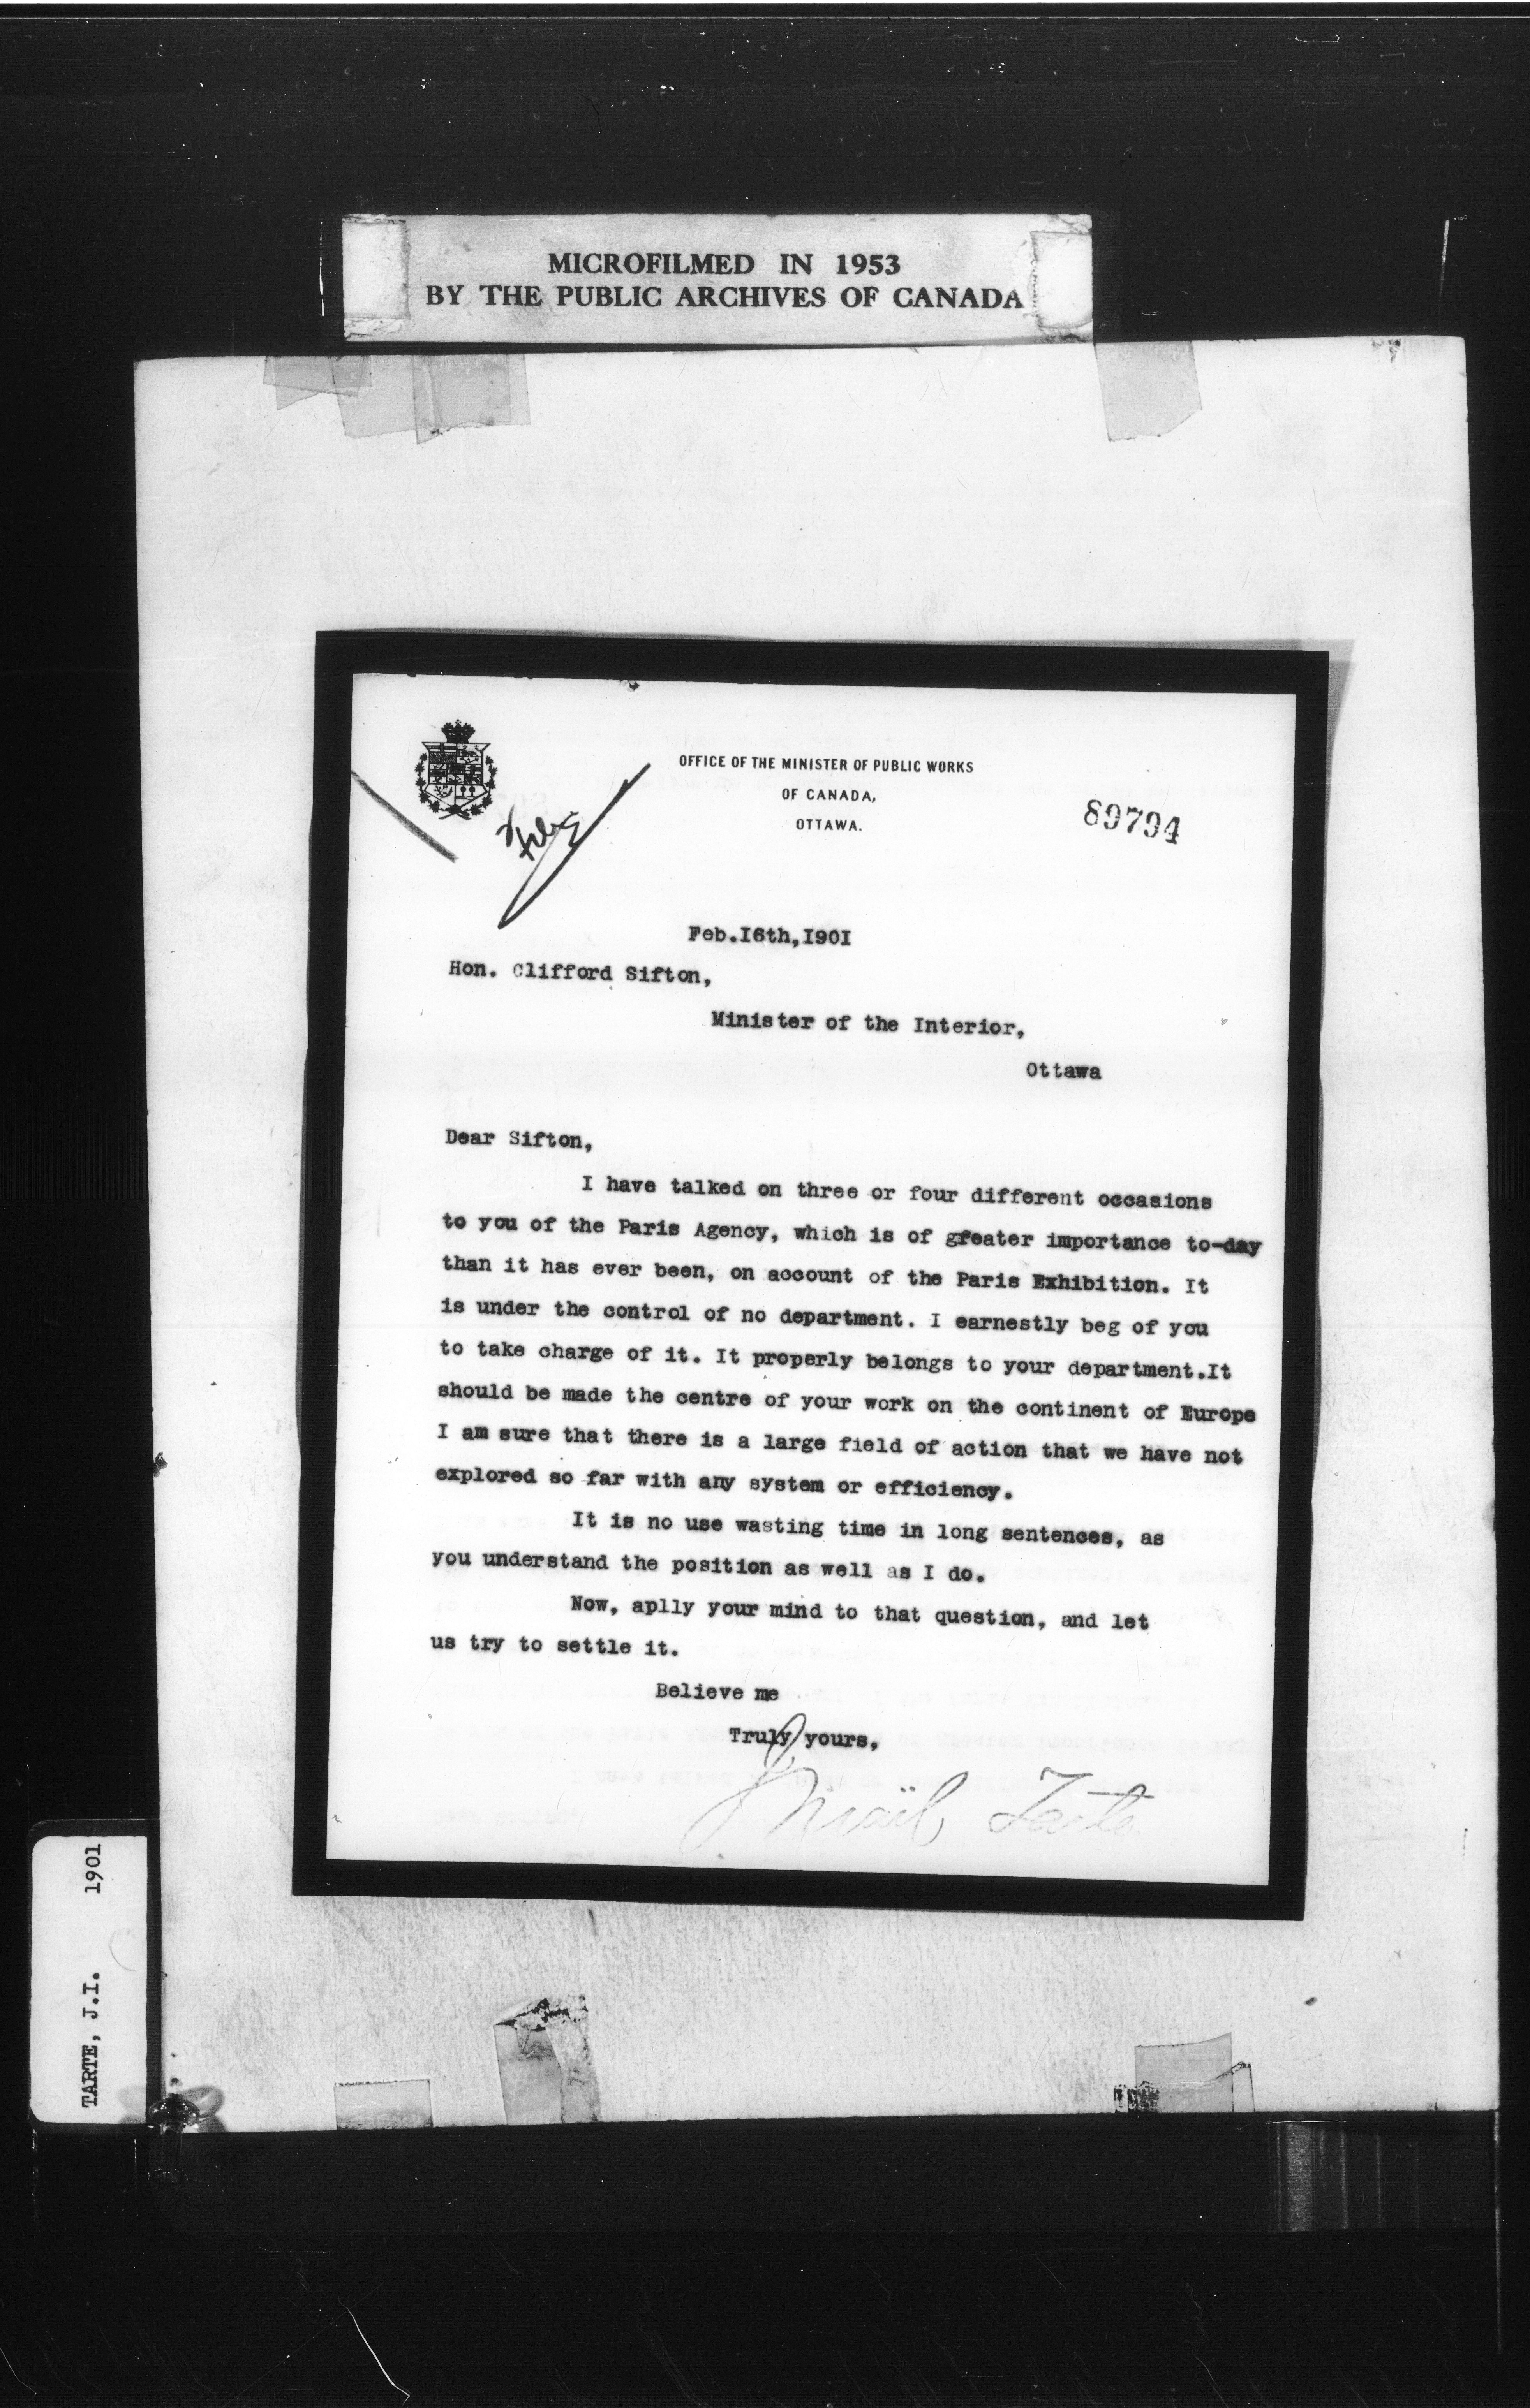 MICROFILMED IN 1953
BY THE PUBLIC ARCHIVES OF CANADA
OFFICE OF THE MINISTER OF PUBLIC WORKS
OF CANADA,
OTTAWA.
89794
Feb.I6th,I90I
Hon. Clifford Sifton,
Minister of the Interior,
Ottawa
Dear Sifton,
I have talked on three or four different occasions
to you of the Paris Agency, which is of greater importance to-day
than it has ever been, on account of the Paris Exhibition. It
is under the control of no department. I earnestly beg of you
to take charge of it. It properly belongs to your department.It
should be made the centre of your work on the continent of Europe
I am sure that there is a large field of action that we have not
explored so far with any system or efficiency.
It is no use wasting time in long sentences, as
you understand the position as well as I do.
Now, aplly your mind to that question, and let
us try to settle it.
Believe me
Truly yours,
J Israël Tarte
TARTE, J.I. 1901